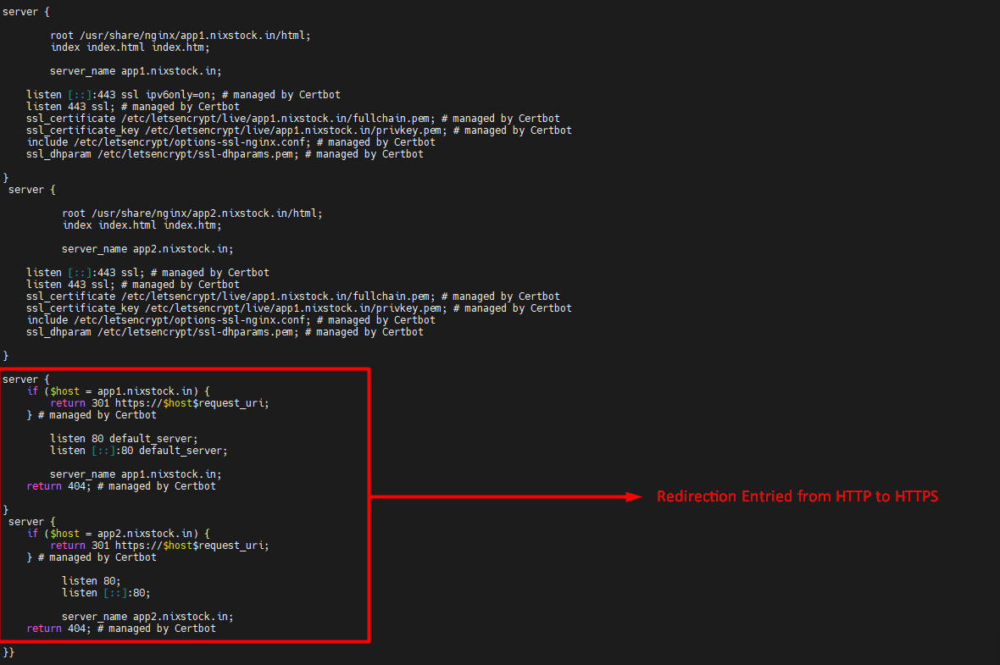 server {
root /usr/share/nginx/app1.nixstock.in/html;
index index.html index.htm;
server_name app1.nixstock.in;
listen [::]:443 ssl ipv6only=on; # managed by Certbot
listen 443 ssl; # managed by Certbot
ssl_certificate /etc/letsencrypt/live/app1.nixstock.in/fullchain.pem; # managed by Certbot
ssl_certificate_key /etc/letsencrypt/live/app1.nixstock.in/privkey.pem; # managed by Certbot
include /etc/letsencrypt/options-ssl-nginx.conf; # managed by Certbot
ssl_dhparam /etc/letsencrypt/ssl-dhparams.pem; # managed by Certbot
}
server {
root /usr/share/nginx/app2.nixstock.in/html;
index index.html index.htm;
server_name app2.nixstock.in;
listen [::]:443 ssl; # managed by Certbot
listen 443 ssl; # managed by Certbot
ssl_certificate /etc/letsencrypt/live/app1.nixstock.in/fullchain.pem; # managed by Certbot
ssl_certificate_key /etc/letsencrypt/live/app1.nixstock.in/privkey.pem; # managed by Certbot
include /etc/letsencrypt/options-ssl-nginx.conf; # managed by Certbot
ssl_dhparam /etc/letsencrypt/ssl-dhparams.pem; # managed by Certbot
}
server {
if ($host = app1.nixstock.in) {
return 301 https://$host$request_uri;
} # managed by Certbot
listen 80 default_server;
listen [::]:80 default_server;
server_name app1.nixstock.in;
return 404; # managed by Certbot
}
server {
if ($host = app2.nixstock.in) {
return 301 https://$host$request_uri;
} # managed by Certbot
listen 80;
listen [::]:80;
server_name app2.nixstock.in;
return 404; # managed by Certbot
}}
Redirection Entried from HTTP to HTTPS